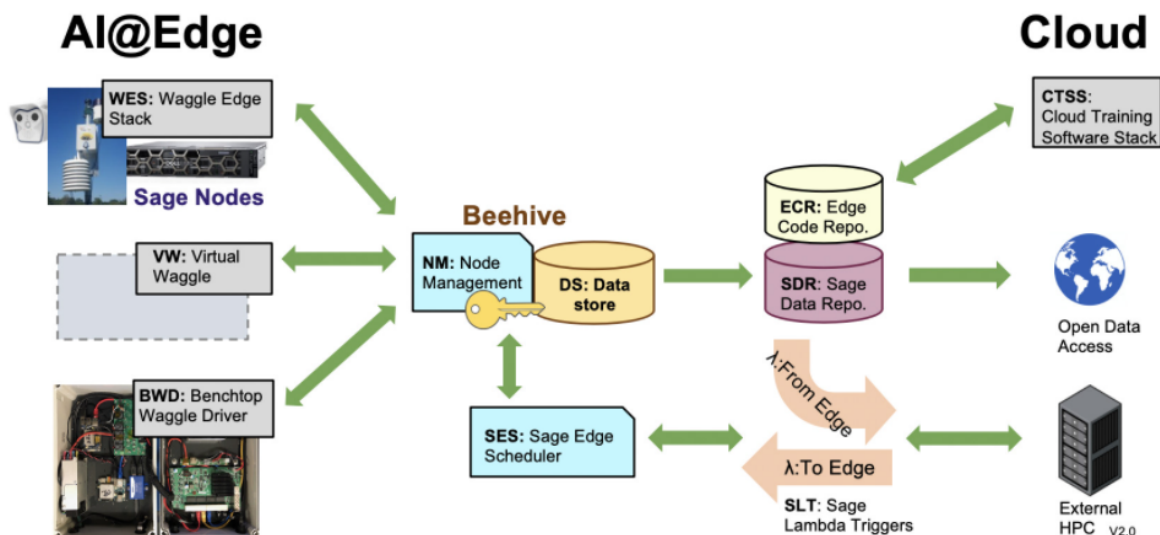 AI@Edge
Cloud
WES: Waggle Edge
Stack
Sage Nodes
CTSS:
Cloud Training
Software Stack
ECR: Edge
Code Repo.
Beehive
VW: Virtual
Waggle
NM: Node
Management
DS: Data
store
SDR: Sage
Data Repo.
Open Data
Access
BWD: Benchtop
Waggle Driver
λ:From Edge
SES: Sage Edge
Scheduler
λ:To Edge
SLT: Sage
Lambda Triggers
External
HPC V2.0